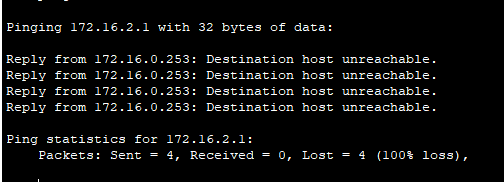 Pinging 172.16.2.1 with 32 bytes of data:
Reply from 172.16.0.253: Destination host unreachable.
Reply from 172.16.0.253: Destination host unreachable.
Reply from 172.16.0.253: Destination host unreachable.
Reply from 172.16.0.253: Destination host unreachable.
Ping statistics for 172.16.2.1:
Packets: Sent = 4, Received = 0, Lost = 4 (100% loss),